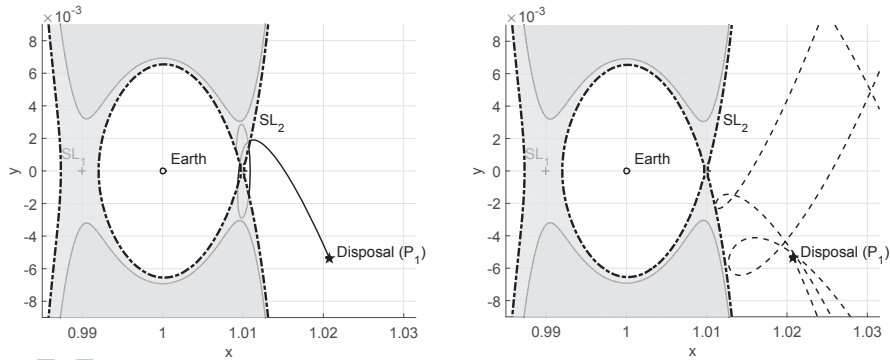 ×10⁻³
8
6
4
2
0
-2
-4
-6
-8
y
SL₁
Earth
SL₂
Disposal (P₁)
0.99
1
1.01
1.02
1.03
x
×10⁻³
8
6
4
2
0
-2
-4
-6
-8
y
SL₁
Earth
SL₂
Disposal (P₁)
0.99
1
1.01
1.02
1.03
x